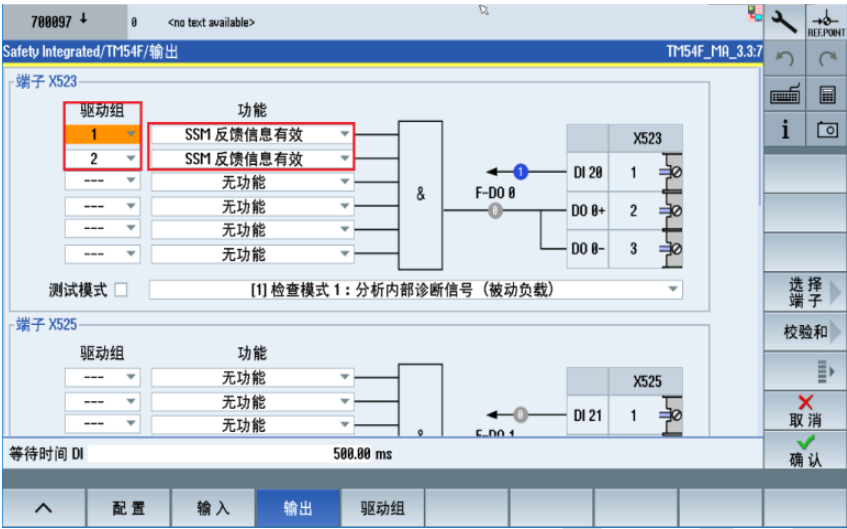 700097 0 <no text available>
REF.POINT
Safety Integrated/TM54F/输出 TM54F_MA_3.3:7
端子 X523
驱动组 功能
1 SSM 反馈信息有效 X523
2 SSM 反馈信息有效 1 DI 20 1
--- 无功能 & F-DO 0
--- 无功能 0 DO 0+ 2
--- 无功能
--- 无功能 DO 0- 3
测试模式 [1] 检查模式 1：分析内部诊断信号（被动负载）
选择端子
端子 X525
校验和
驱动组 功能
--- 无功能 X525
--- 无功能 0 DI 21 1
--- 无功能 & F-DO 1
取消
等待时间 DI 500.00 ms
确认
配置 输入 输出 驱动组